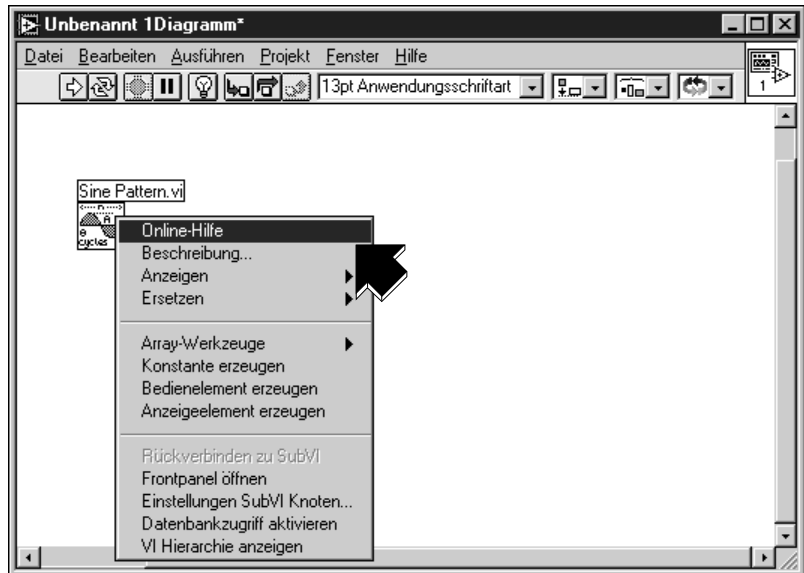 Unbenannt 1Diagramm*
Datei Bearbeiten Ausführen Projekt Fenster Hilfe
13pt Anwendungsschriftart
1
Sine Pattern.vi
n
A
θ
cycles
Online-Hilfe
Beschreibung...
Anzeigen
Ersetzen
Array-Werkzeuge
Konstante erzeugen
Bedienelement erzeugen
Anzeigeelement erzeugen
Rückverbinden zu SubVI
Frontpanel öffnen
Einstellungen SubVI Knoten...
Datenbankzugriff aktivieren
VI Hierarchie anzeigen